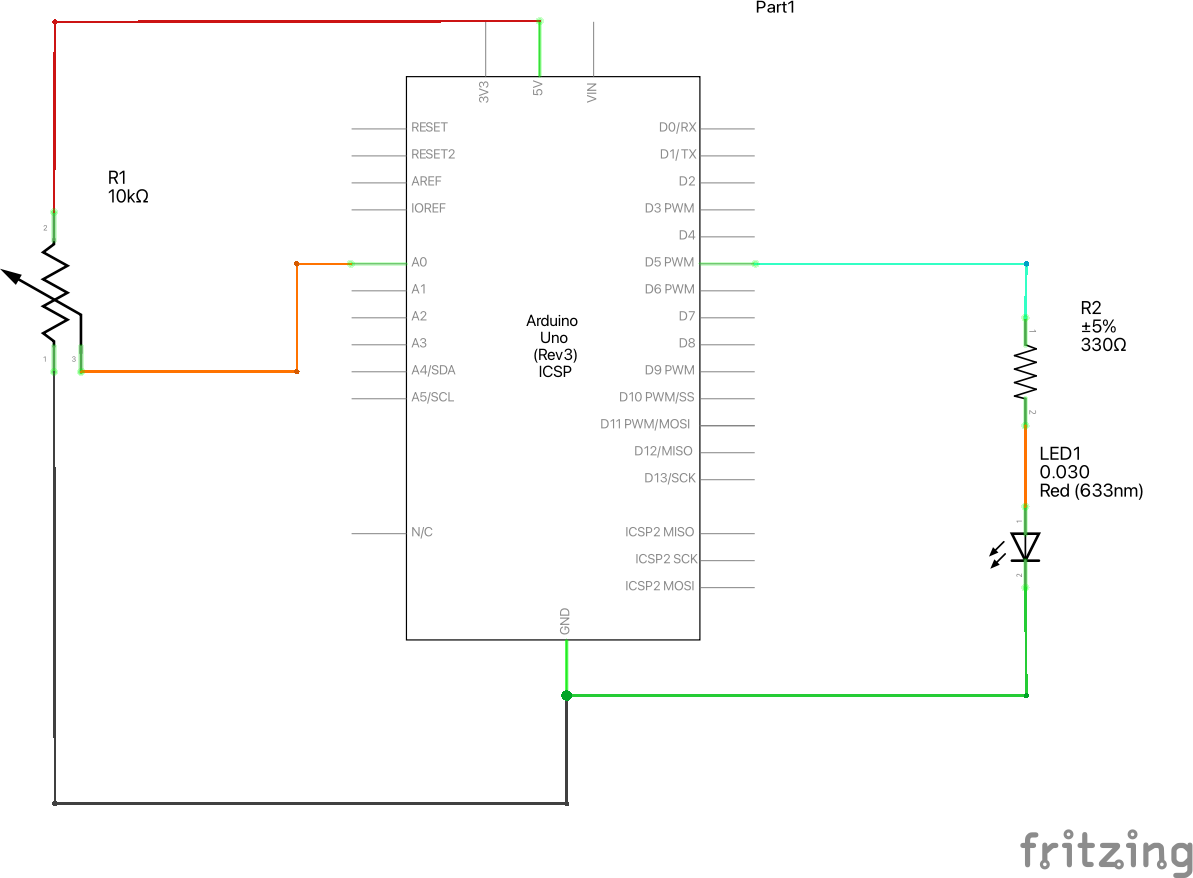 Part1
3V3
5V
VIN
RESET
RESET2
AREF
IOREF
A0
A1
A2
A3
A4/SDA
A5/SCL
N/C
D0/RX
D1/TX
D2
D3 PWM
D4
D5 PWM
D6 PWM
D7
D8
D9 PWM
D10 PWM/SS
D11 PWM/MOSI
D12/MISO
D13/SCK
ICSP2 MISO
ICSP2 SCK
ICSP2 MOSI
GND
Arduino
Uno
(Rev3)
ICSP
R1
10kΩ
2
1
3
R2
±5%
330Ω
1
2
LED1
0.030
Red (633nm)
1
2
fritzing